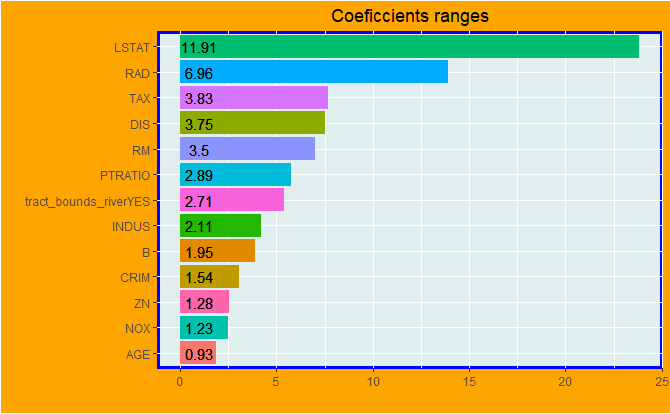 Coeficcients ranges
LSTAT 11.91
RAD 6.96
TAX 3.83
DIS 3.75
RM 3.5
PTRATIO 2.89
tract_bounds_riverYES 2.71
INDUS 2.11
B 1.95
CRIM 1.54
ZN 1.28
NOX 1.23
AGE 0.93
0 5 10 15 20 25